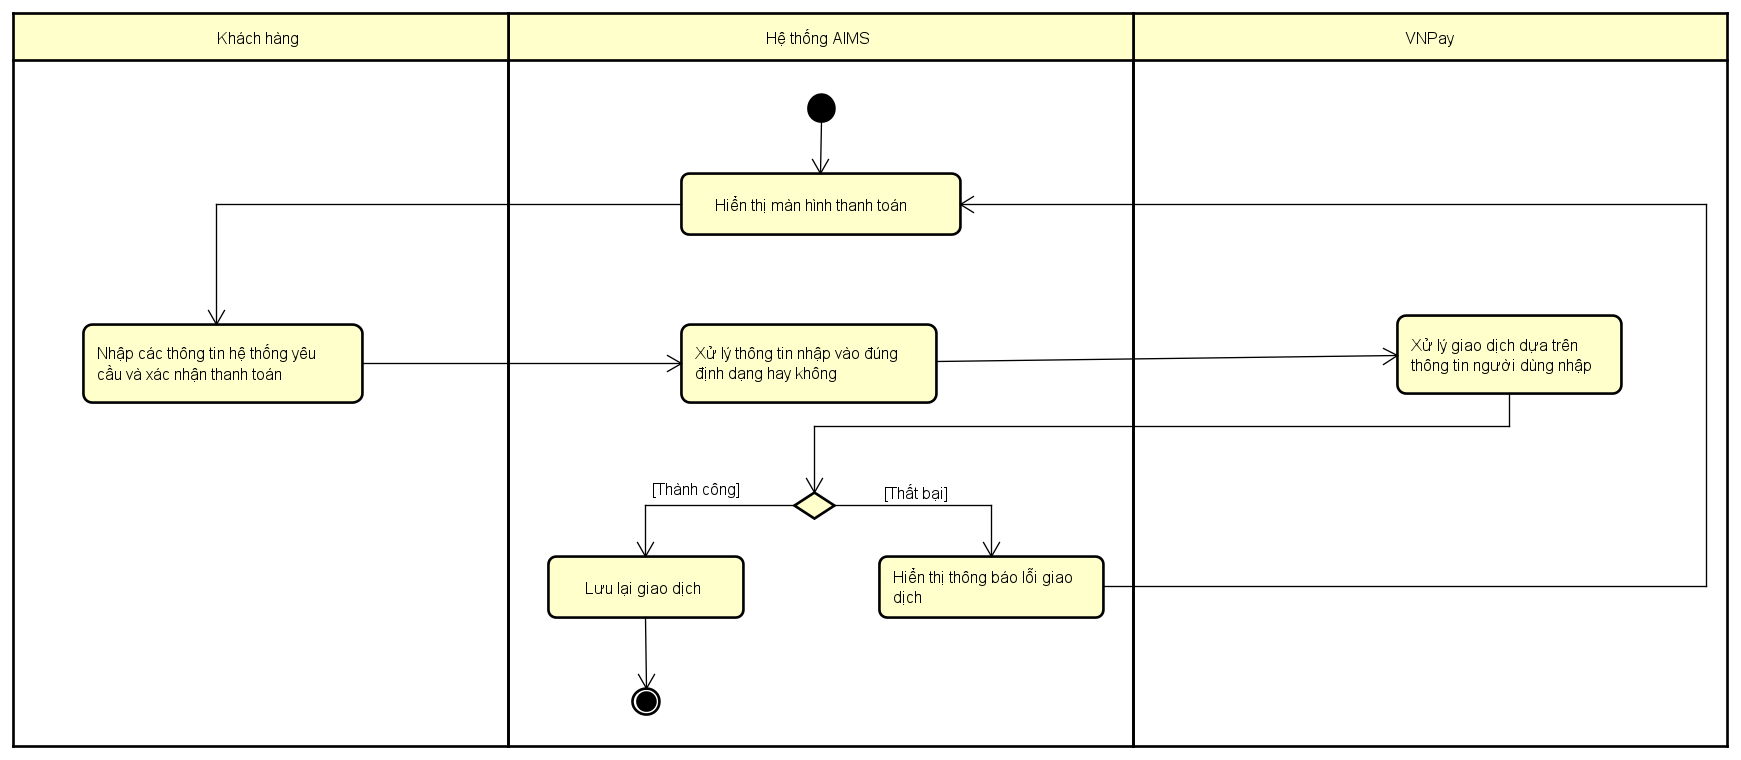 Khách hàng
Hệ thống AIMS
VNPay
Hiển thị màn hình thanh toán
Nhập các thông tin hệ thống yêu
cầu và xác nhận thanh toán
Xử lý thông tin nhập vào đúng
định dạng hay không
Xử lý giao dịch dựa trên
thông tin người dùng nhập
[Thành công]
[Thất bại]
Lưu lại giao dịch
Hiển thị thông báo lỗi giao
dịch